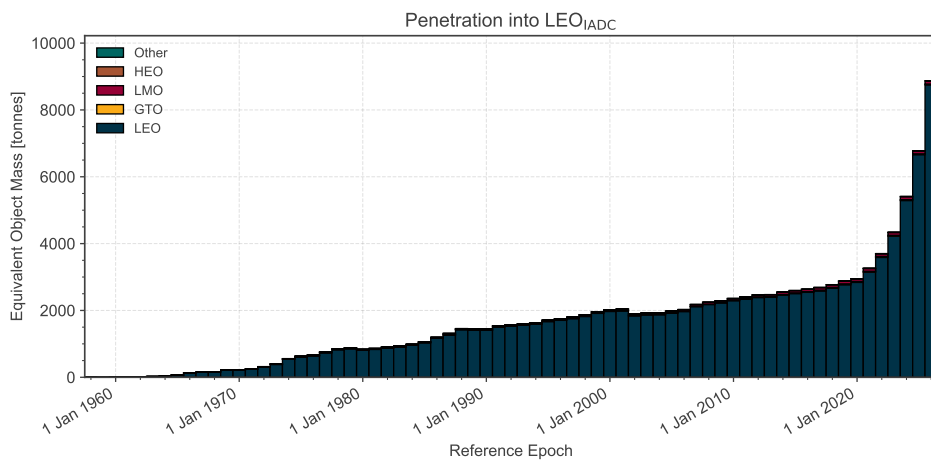 Penetration into LEO_IADC
10000
8000
6000
4000
2000
0
Equivalent Object Mass [tonnes]
Other
HEO
LMO
GTO
LEO
1 Jan 1960
1 Jan 1970
1 Jan 1980
1 Jan 1990
1 Jan 2000
1 Jan 2010
1 Jan 2020
Reference Epoch